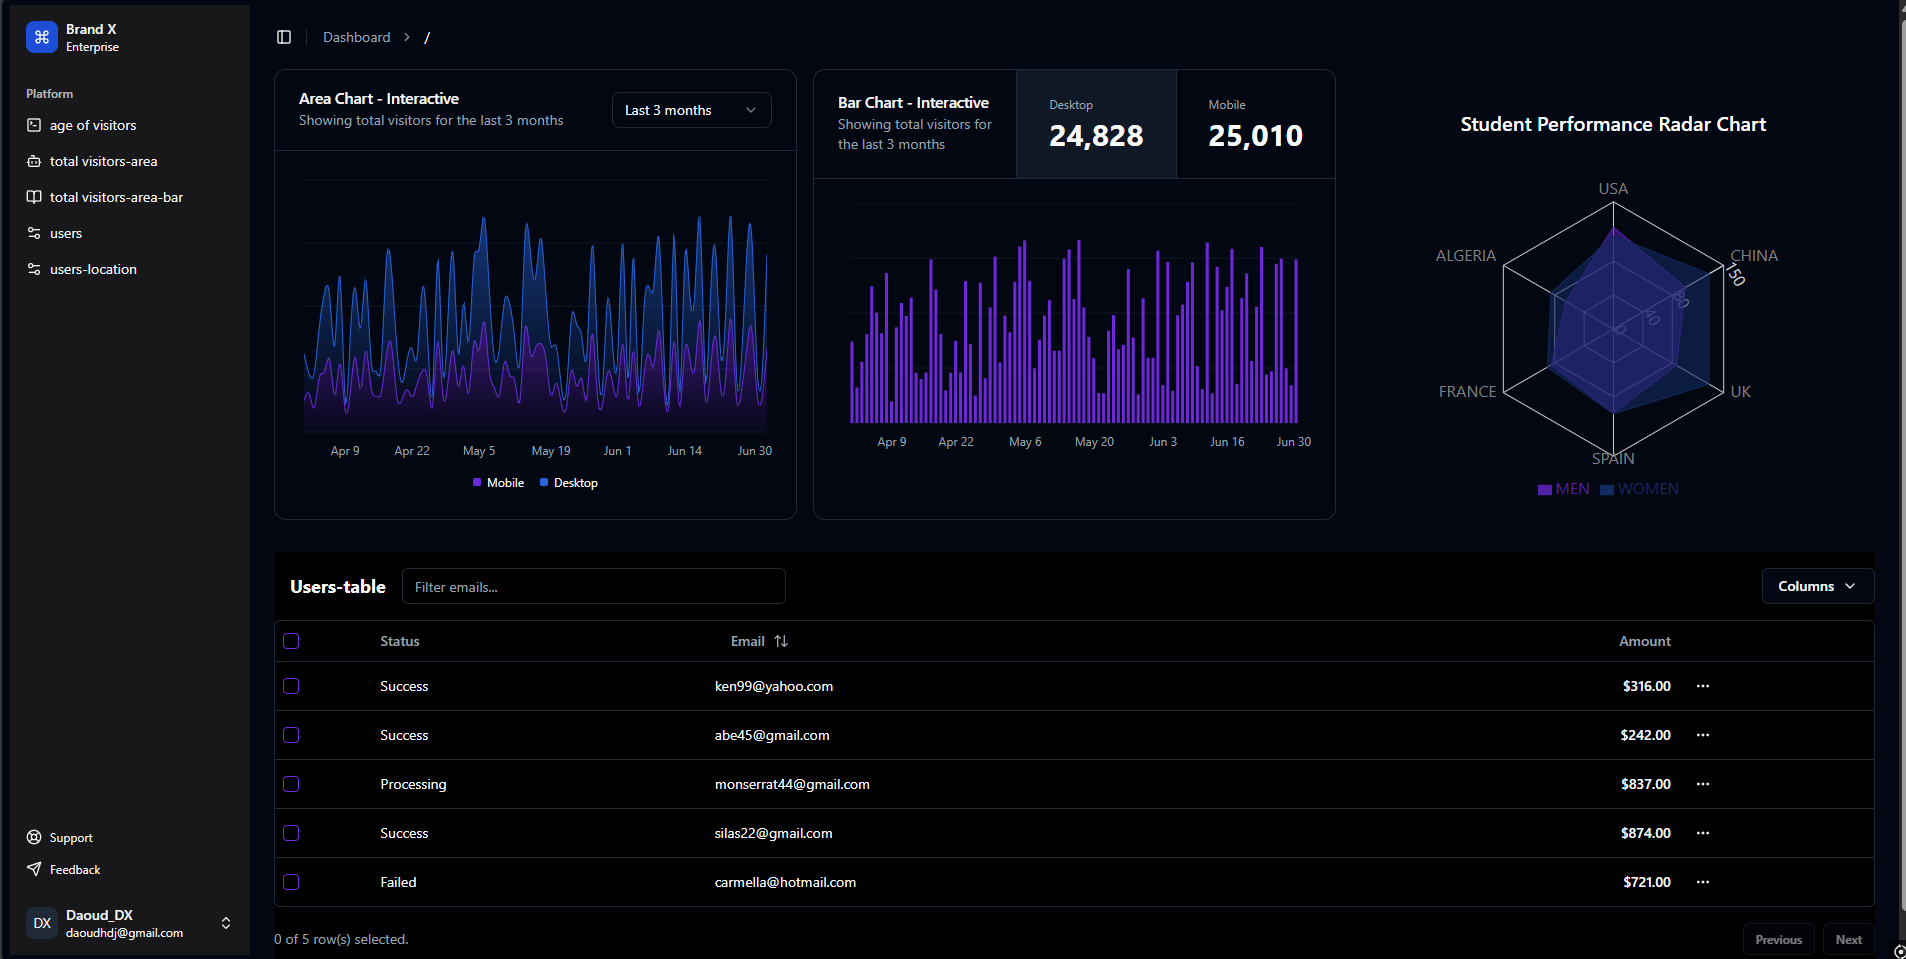 Brand X
Enterprise
Platform
age of visitors
total visitors-area
total visitors-area-bar
users
users-location
Support
Feedback
DX
Daoud_DX
daoudhdj@gmail.com
Dashboard
/
Area Chart - Interactive
Showing total visitors for the last 3 months
Last 3 months
Apr 9 Apr 22 May 5 May 19 Jun 1 Jun 14 Jun 30
Mobile Desktop
Bar Chart - Interactive
Showing total visitors for
the last 3 months
Desktop
24,828
Mobile
25,010
Apr 9 Apr 22 May 6 May 20 Jun 3 Jun 16 Jun 30
Student Performance Radar Chart
USA
ALGERIA
CHINA
150
80
40
0
FRANCE
UK
SPAIN
MEN WOMEN
Users-table
Filter emails...
Columns
Status Email Amount
Success ken99@yahoo.com $316.00
Success abe45@gmail.com $242.00
Processing monserrat44@gmail.com $837.00
Success silas22@gmail.com $874.00
Failed carmella@hotmail.com $721.00
0 of 5 row(s) selected.
Previous Next